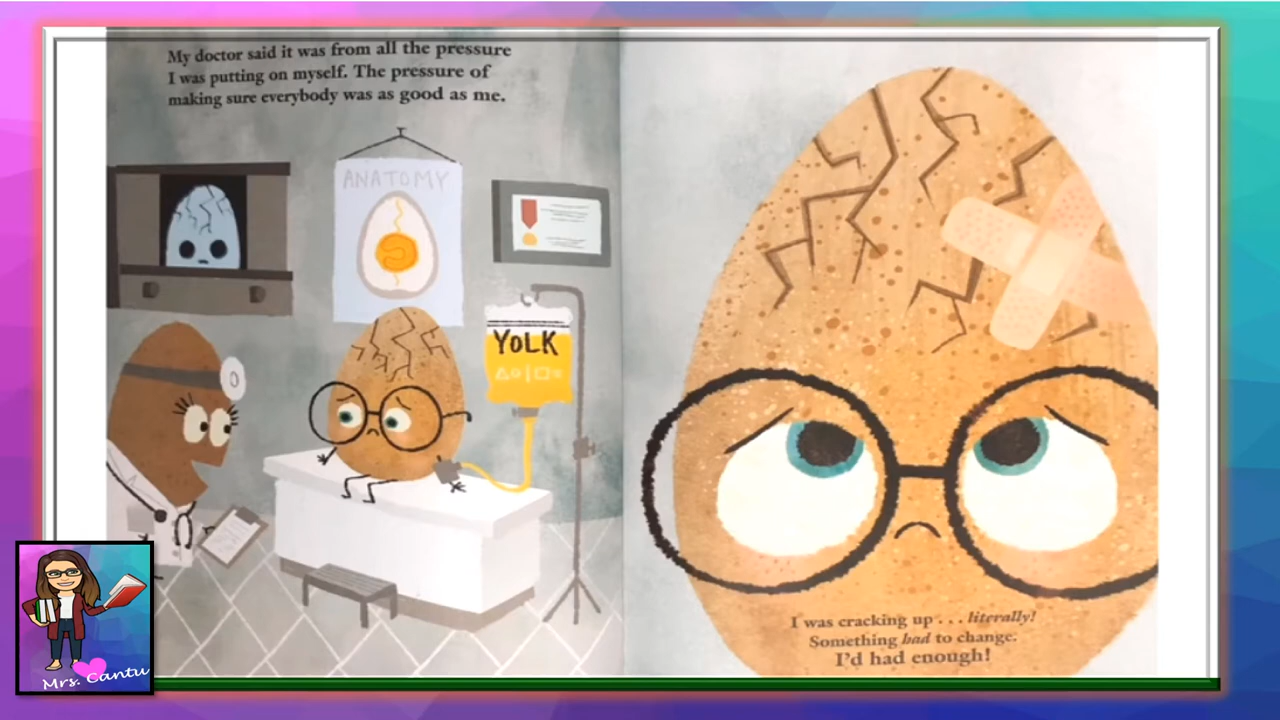 My doctor said it was from all the pressure
I was putting on myself. The pressure of
making sure everybody was as good as me.
ANATOMY
YoLK
I was cracking up . . . literally!
Something had to change.
I'd had enough!
Mrs. Cantu